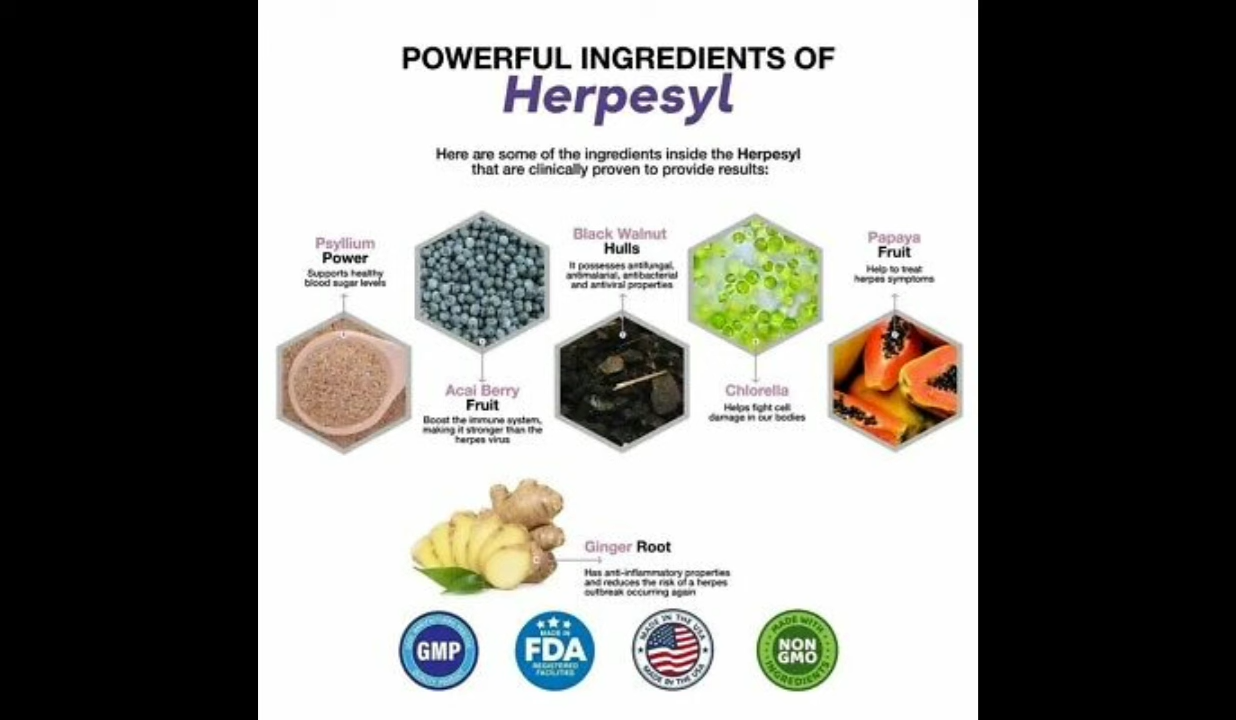 POWERFUL INGREDIENTS OF
Herpesyl
Here are some of the ingredients inside the Herpesyl
that are clinically proven to provide results:
Psyllium
Power
Supports healthy
blood sugar levels
Acai Berry
Fruit
Boost the immune system,
making it stronger than the
herpes virus
Black Walnut
Hulls
It possesses antifungal,
antimalarial, antibacterial
and antiviral properties
Chlorella
Helps fight cell
damage in our bodies
Papaya
Fruit
Help to treat
herpes symptoms
Ginger Root
Has anti-inflammatory properties
and reduces the risk of a herpes
outbreak occurring again
GMP
MADE IN
FDA
REGISTERED
FACILITIES
MADE IN THE USA
MADE IN THE USA
MADE WITH
NON
GMO
INGREDIENTS